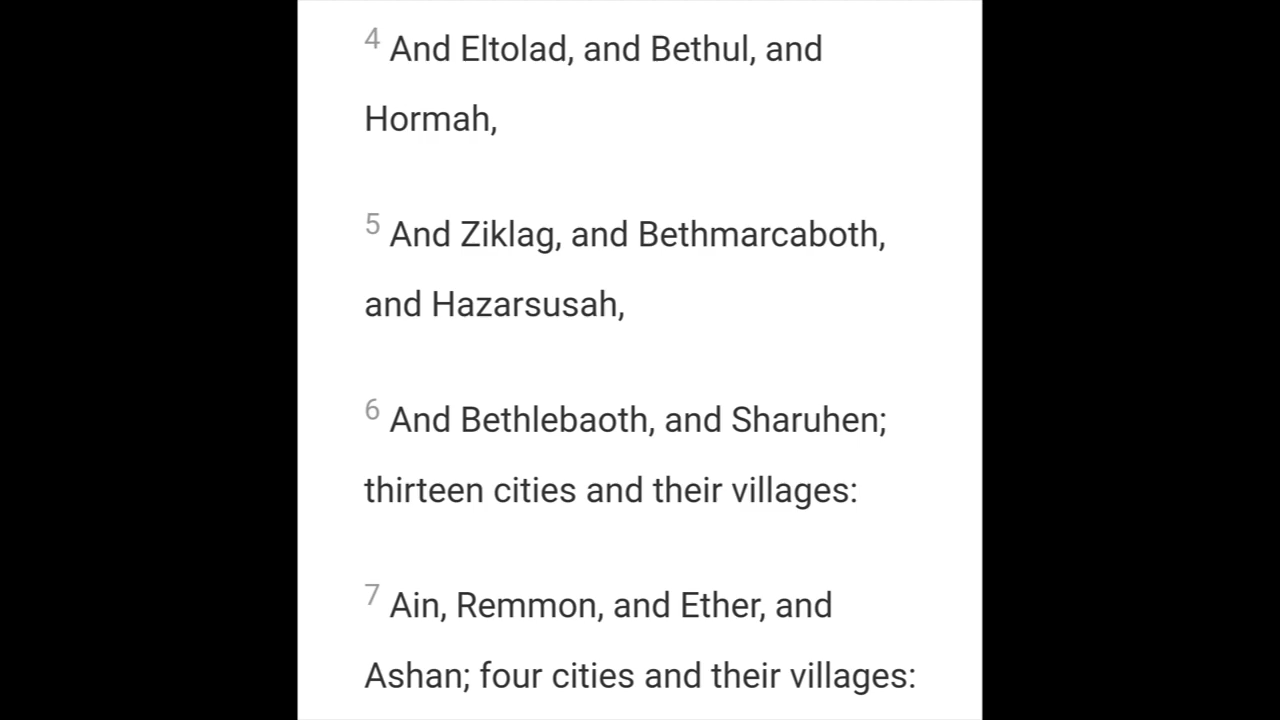 4 And Eltolad, and Bethul, and
Hormah,
5 And Ziklag, and Bethmarcaboth,
and Hazarsusah,
6 And Bethlebaoth, and Sharuhen;
thirteen cities and their villages:
7 Ain, Remmon, and Ether, and
Ashan; four cities and their villages: